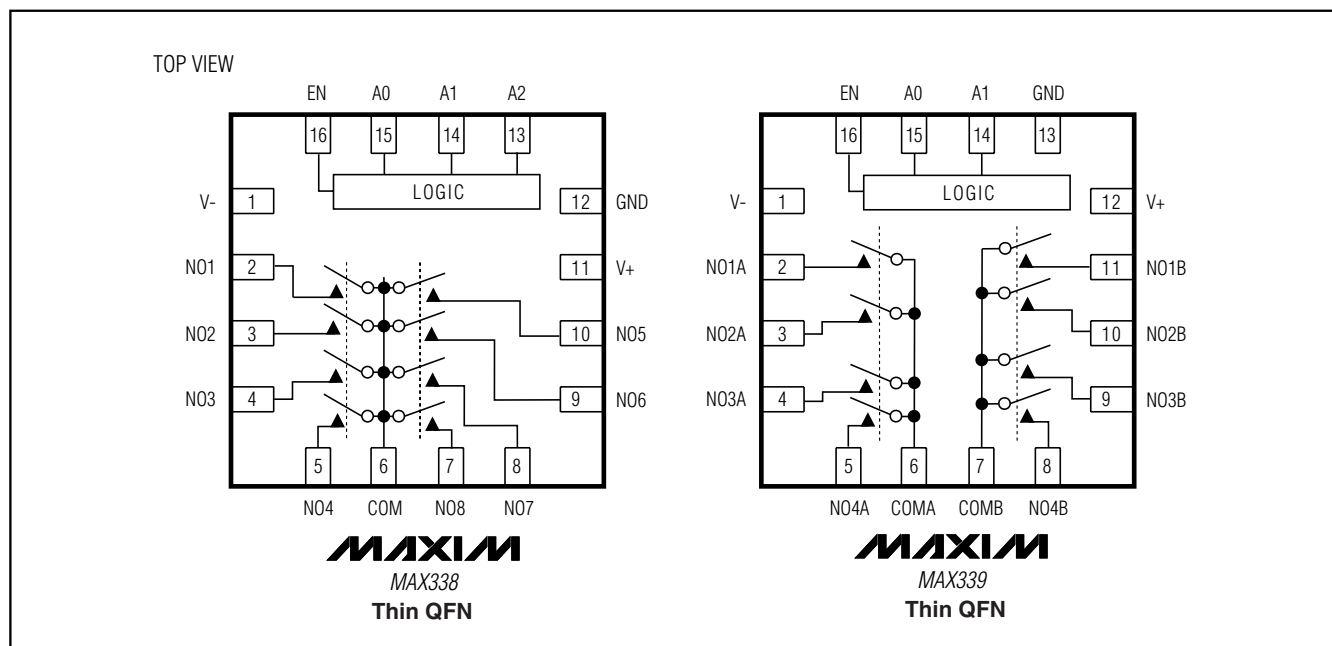 TOP VIEW
EN A0 A1 A2
16 15 14 13
LOGIC
V- 1
12 GND
NO1 2
11 V+
NO2 3
10 NO5
NO3 4
9 NO6
5 6 7 8
NO4 COM NO8 NO7
MAXIM
MAX338
Thin QFN
EN A0 A1 GND
16 15 14 13
LOGIC
V- 1
12 V+
NO1A 2
11 NO1B
NO2A 3
10 NO2B
NO3A 4
9 NO3B
5 6 7 8
NO4A COMA COMB NO4B
MAXIM
MAX339
Thin QFN